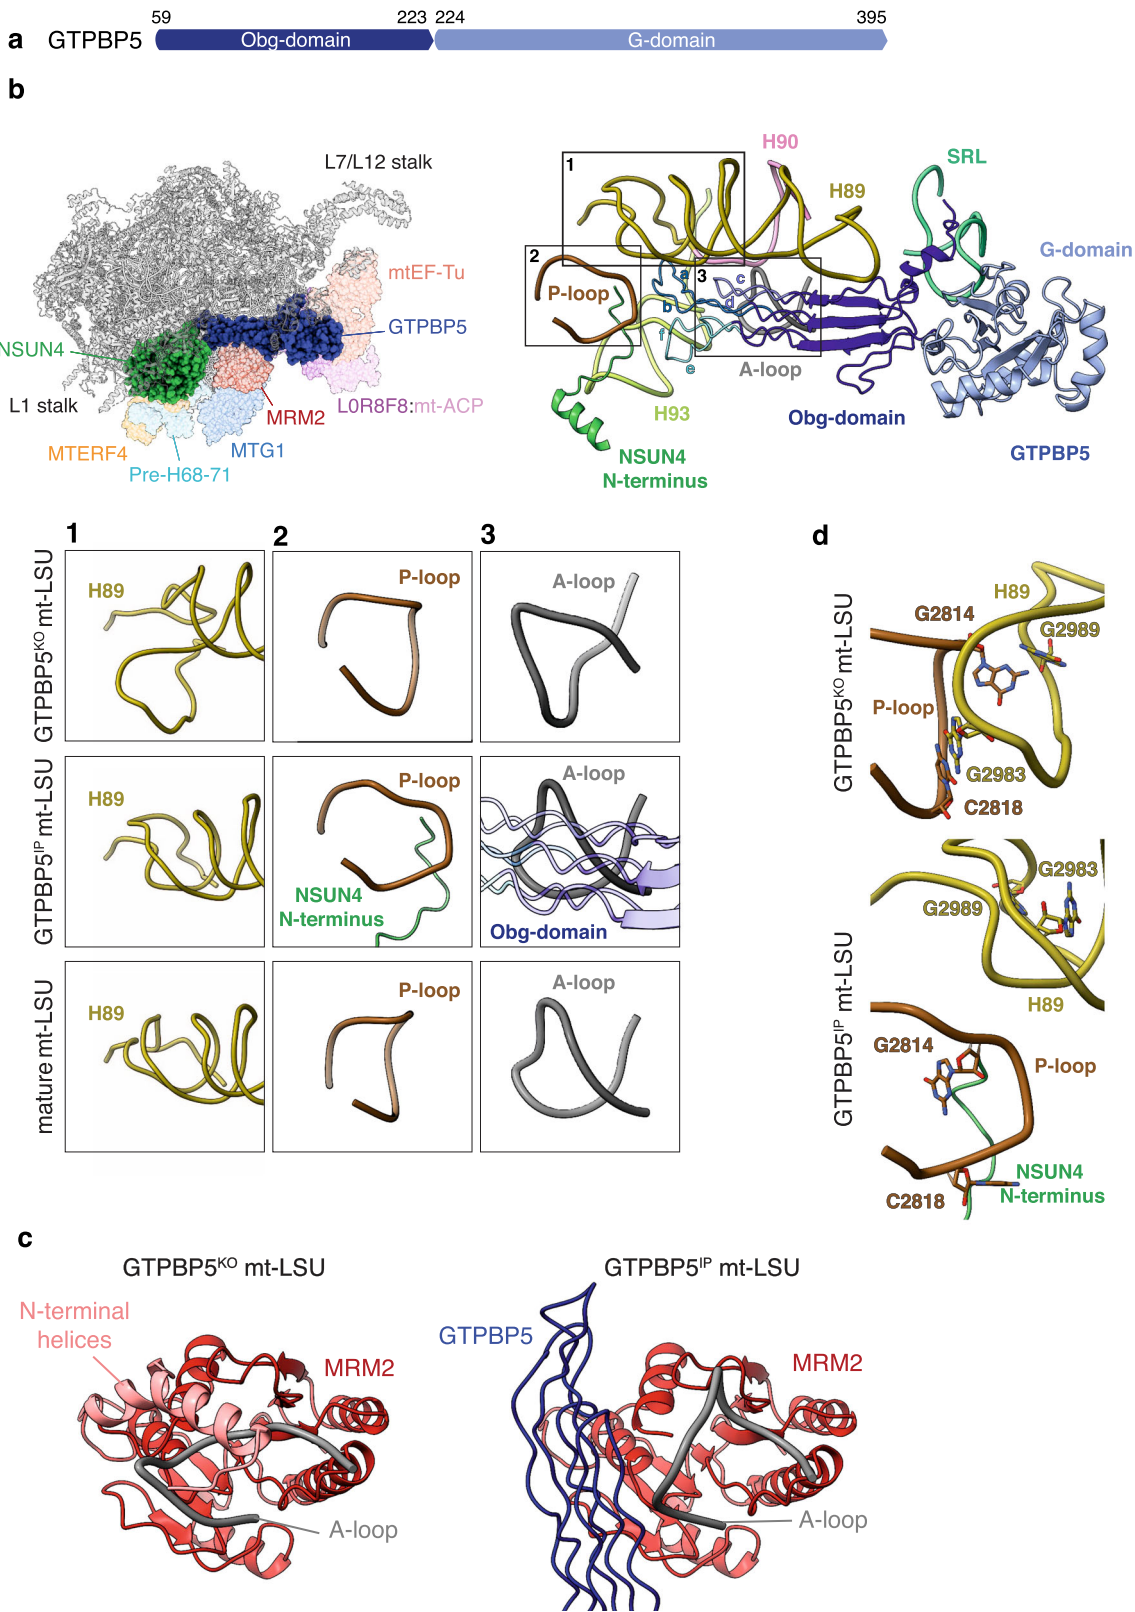 59 223 224 395
a GTPBP5 Obg-domain G-domain
b
L7/L12 stalk
mtEF-Tu
GTPBP5
NSUN4
L1 stalk
L0R8F8:mt-ACP
MRM2
MTERF4
MTG1
Pre-H68-71
H90
SRL
1
H89
G-domain
2
P-loop
3
a
b
c
d
f
e
A-loop
H93
Obg-domain
NSUN4
N-terminus
GTPBP5
1 2 3
GTPBP5KO mt-LSU
H89
P-loop
A-loop
GTPBP5IP mt-LSU
H89
P-loop
NSUN4
N-terminus
A-loop
Obg-domain
mature mt-LSU
H89
P-loop
A-loop
d
GTPBP5KO mt-LSU
H89
G2814
G2989
P-loop
G2983
C2818
GTPBP5IP mt-LSU
G2983
G2989
H89
G2814
P-loop
NSUN4
N-terminus
C2818
c
GTPBP5KO mt-LSU
N-terminal
helices
MRM2
A-loop
GTPBP5IP mt-LSU
GTPBP5
MRM2
A-loop